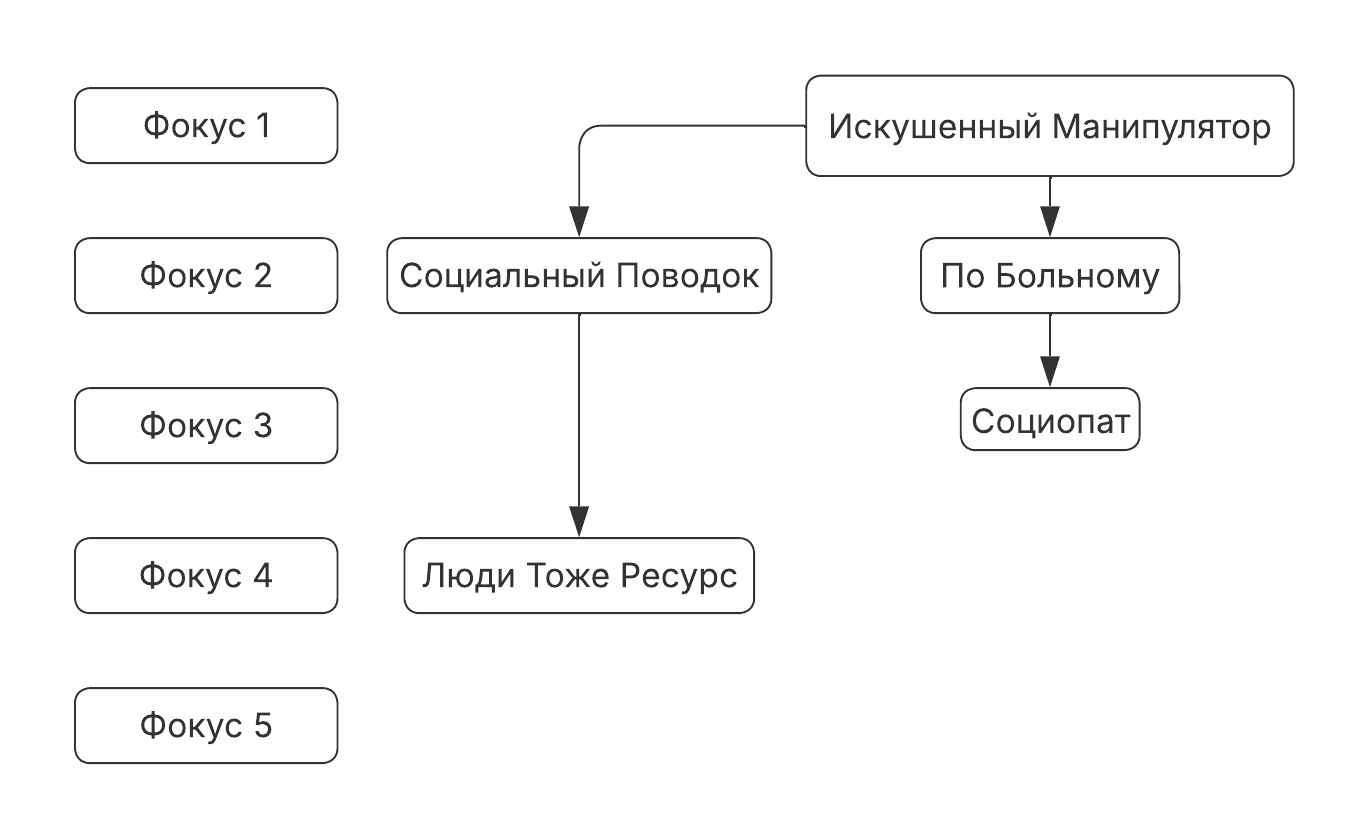 Фокус 1
Искушенный Манипулятор
Фокус 2
Социальный Поводок
По Больному
Фокус 3
Социопат
Фокус 4
Люди Тоже Ресурс
Фокус 5